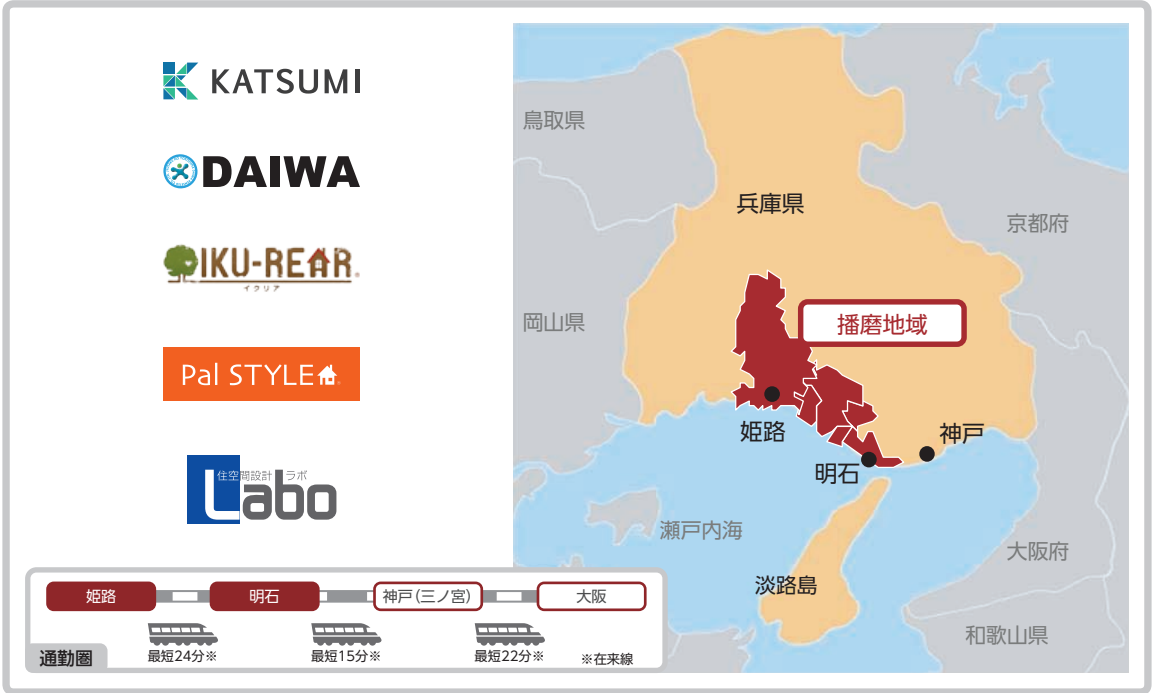 KATSUMI
DAIWA
IKU-REAR
イクリア
Pal STYLE
住空間設計ラボ
Labo
鳥取県
兵庫県
京都府
岡山県
播磨地域
姫路
神戸
明石
瀬戸内海
大阪府
淡路島
和歌山県
姫路
明石
神戸(三ノ宮)
大阪
最短24分※
最短15分※
最短22分※
※在来線
通勤圏